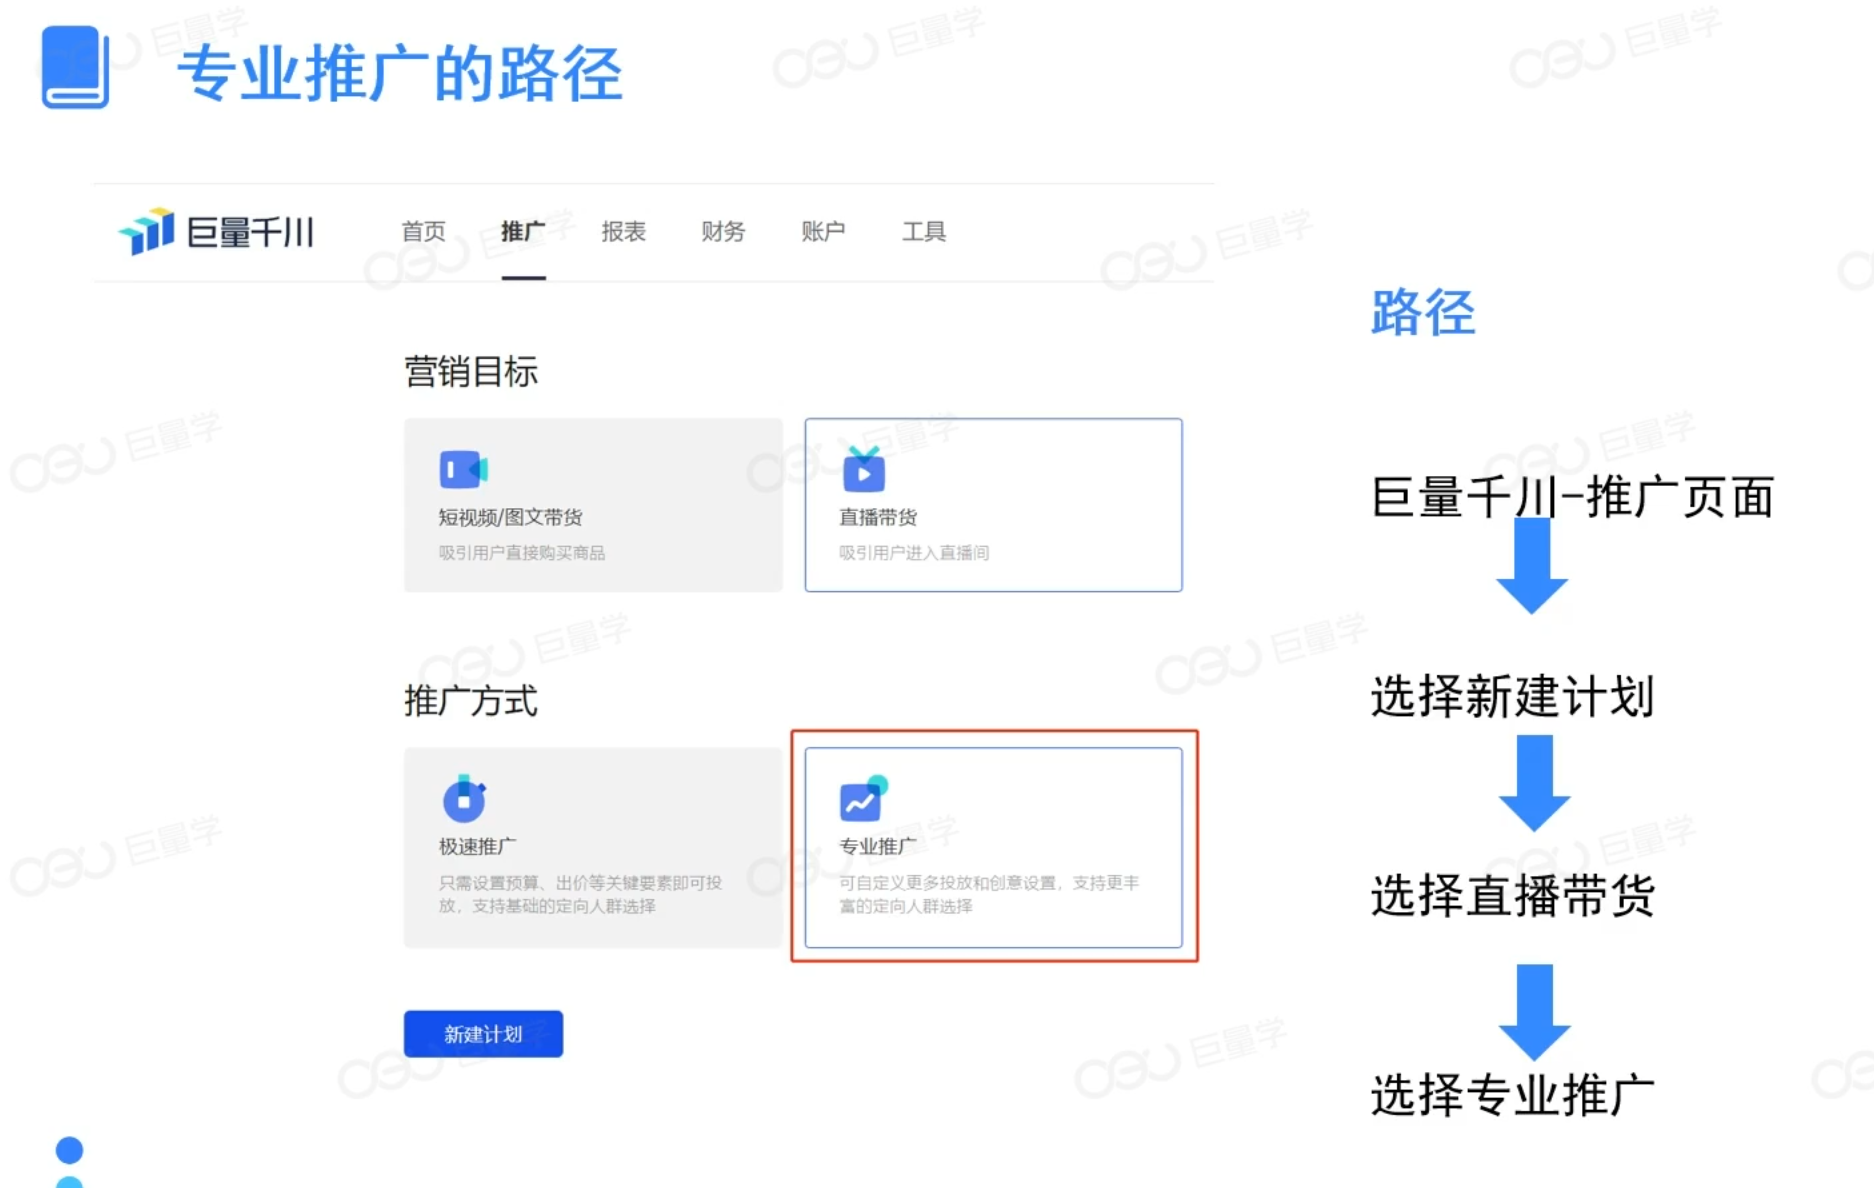 专业推广的路径
巨量千川
首页 推广 报表 财务 账户 工具
营销目标
短视频/图文带货
吸引用户直接购买商品
直播带货
吸引用户进入直播间
推广方式
极速推广
只需设置预算、出价等关键要素即可投
放，支持基础的定向人群选择
专业推广
可自定义更多投放和创意设置，支持更丰
富的定向人群选择
新建计划
路径
巨量千川-推广页面
选择新建计划
选择直播带货
选择专业推广
巨量学